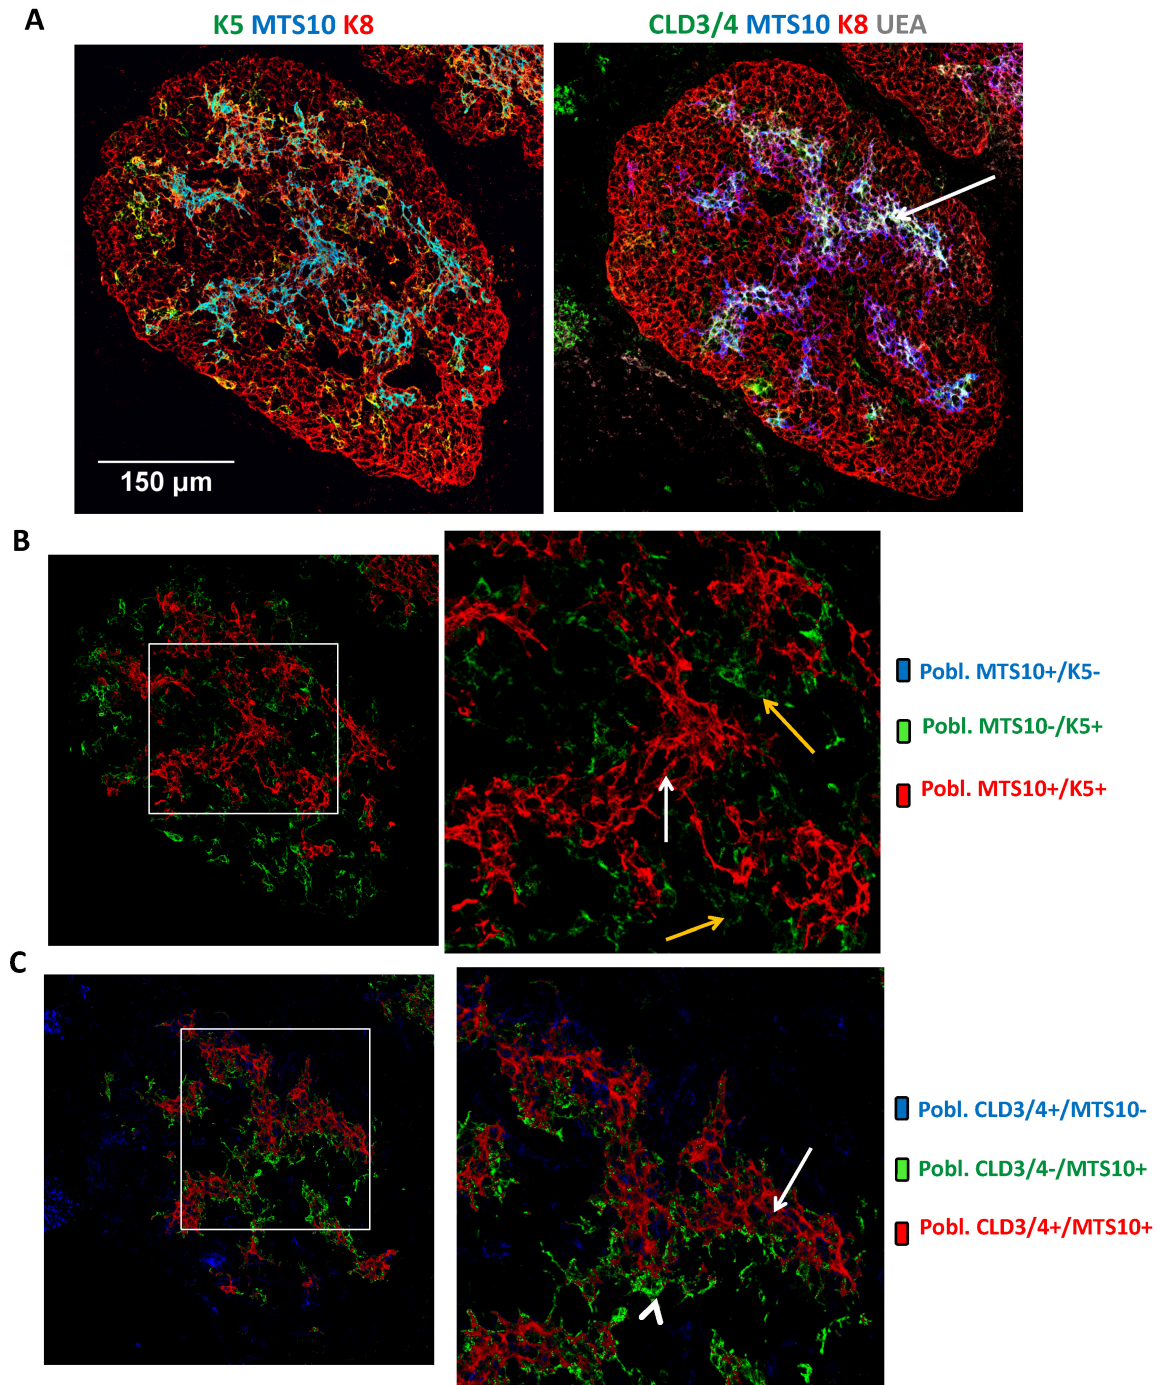 A
K5 MTS10 K8
CLD3/4 MTS10 K8 UEA
150 µm
B
Pobl. MTS10+/K5-
Pobl. MTS10-/K5+
Pobl. MTS10+/K5+
C
Pobl. CLD3/4+/MTS10-
Pobl. CLD3/4-/MTS10+
Pobl. CLD3/4+/MTS10+